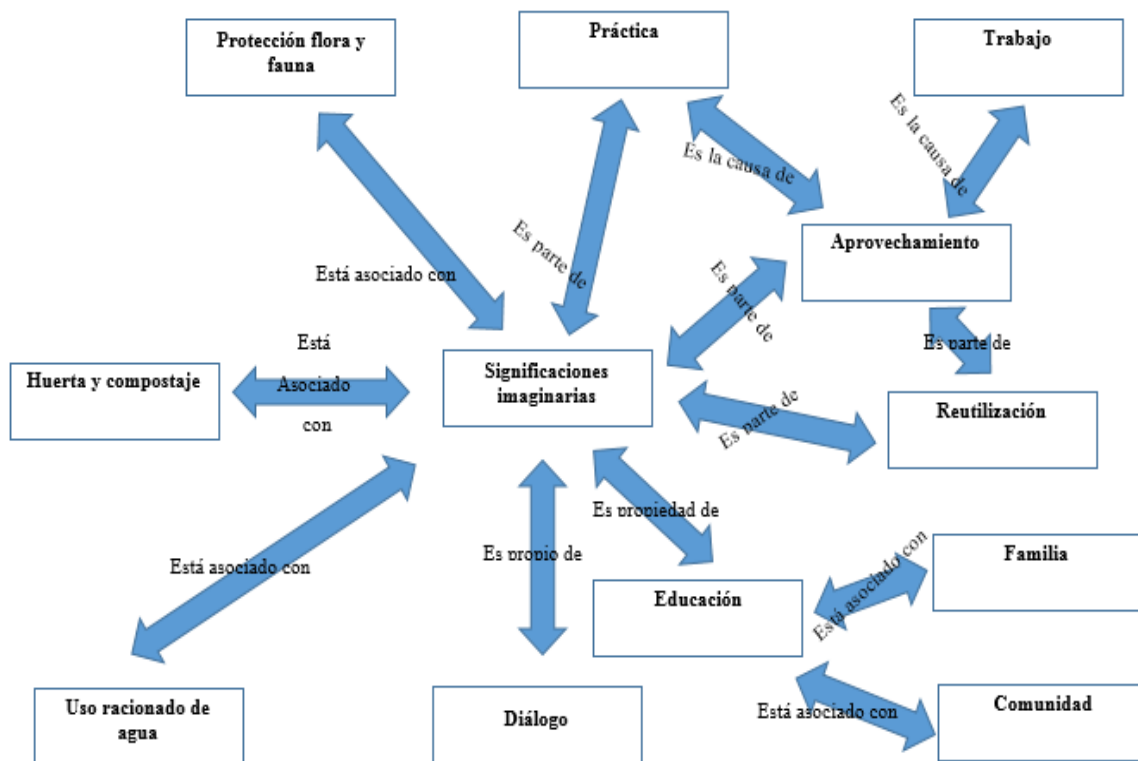 Protección flora y
fauna
Práctica
Trabajo
Es la causa de
Es la causa de
Es parte de
Está asociado con
Aprovechamiento
Es parte de
Es parte de
Está
Asociado
con
Huerta y compostaje
Significaciones
imaginarias
Es parte de
Reutilización
Es propiedad de
Es propio de
Está asociado con
Educación
Está asociado con
Familia
Está asociado con
Comunidad
Uso racionado de
agua
Diálogo